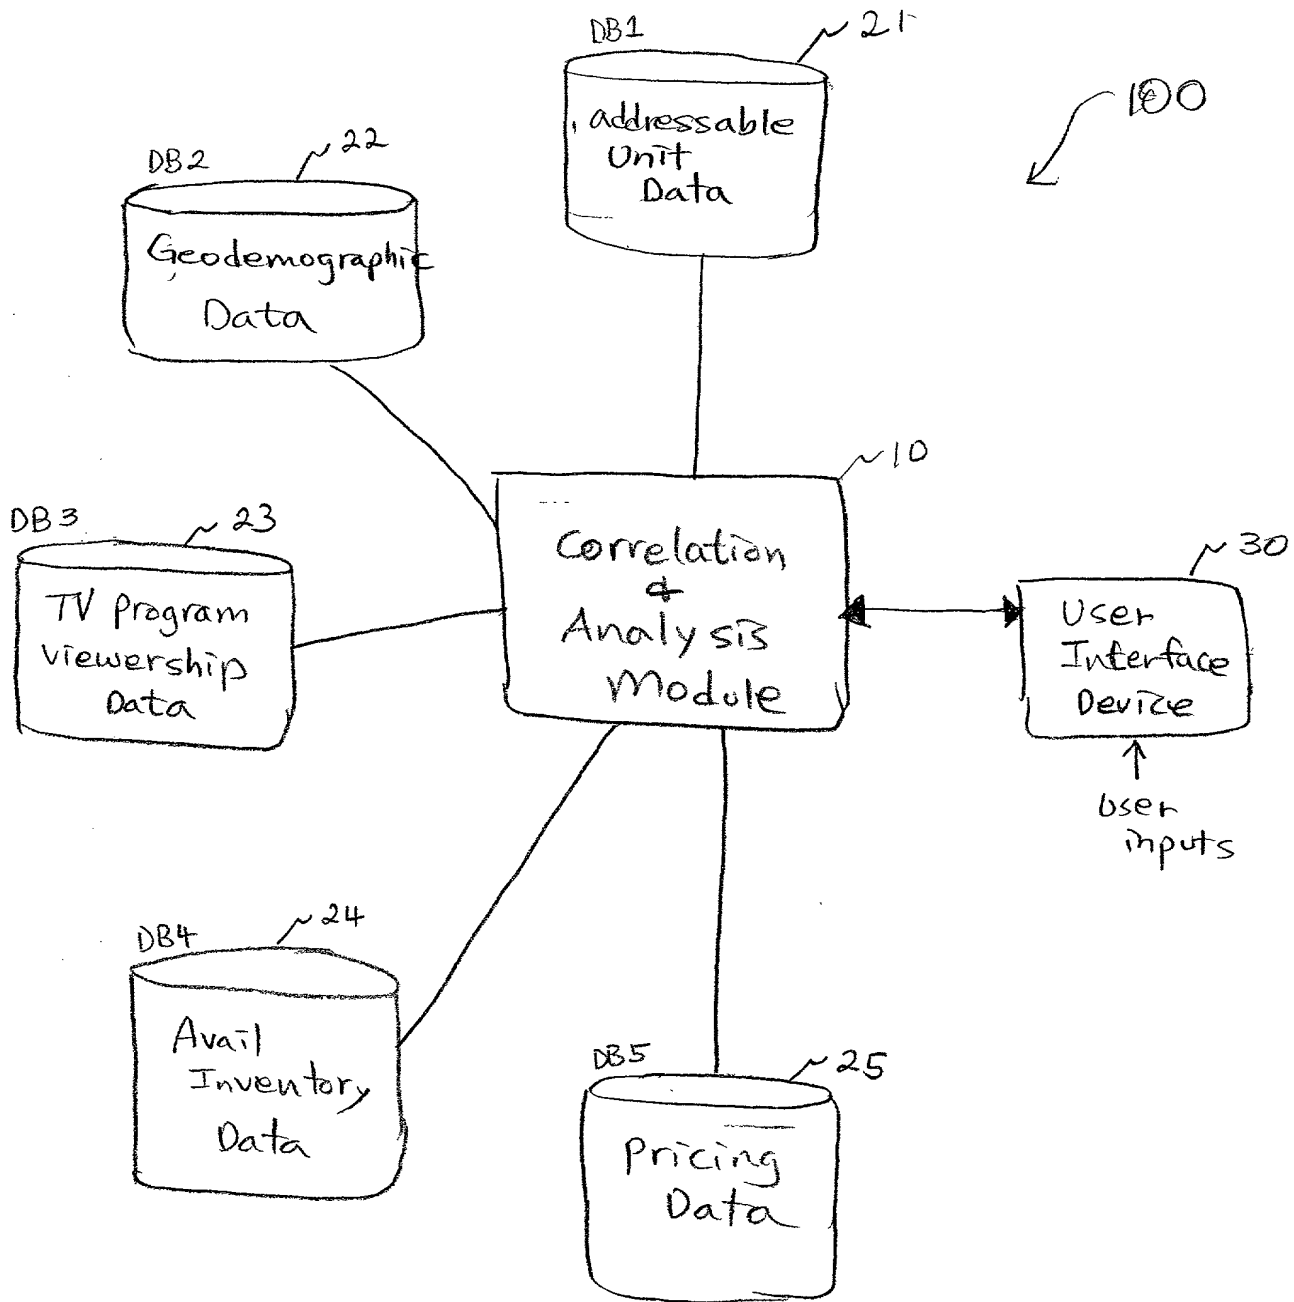 DB1
21
100
addressable
Unit
Data
DB2
22
Geodemographic
Data
10
Correlation
&
Analysis
Module
DB3
23
TV Program
Viewership
Data
30
User
Interface
Device
User
inputs
DB4
24
Avail
Inventory
Data
DB5
25
Pricing
Data